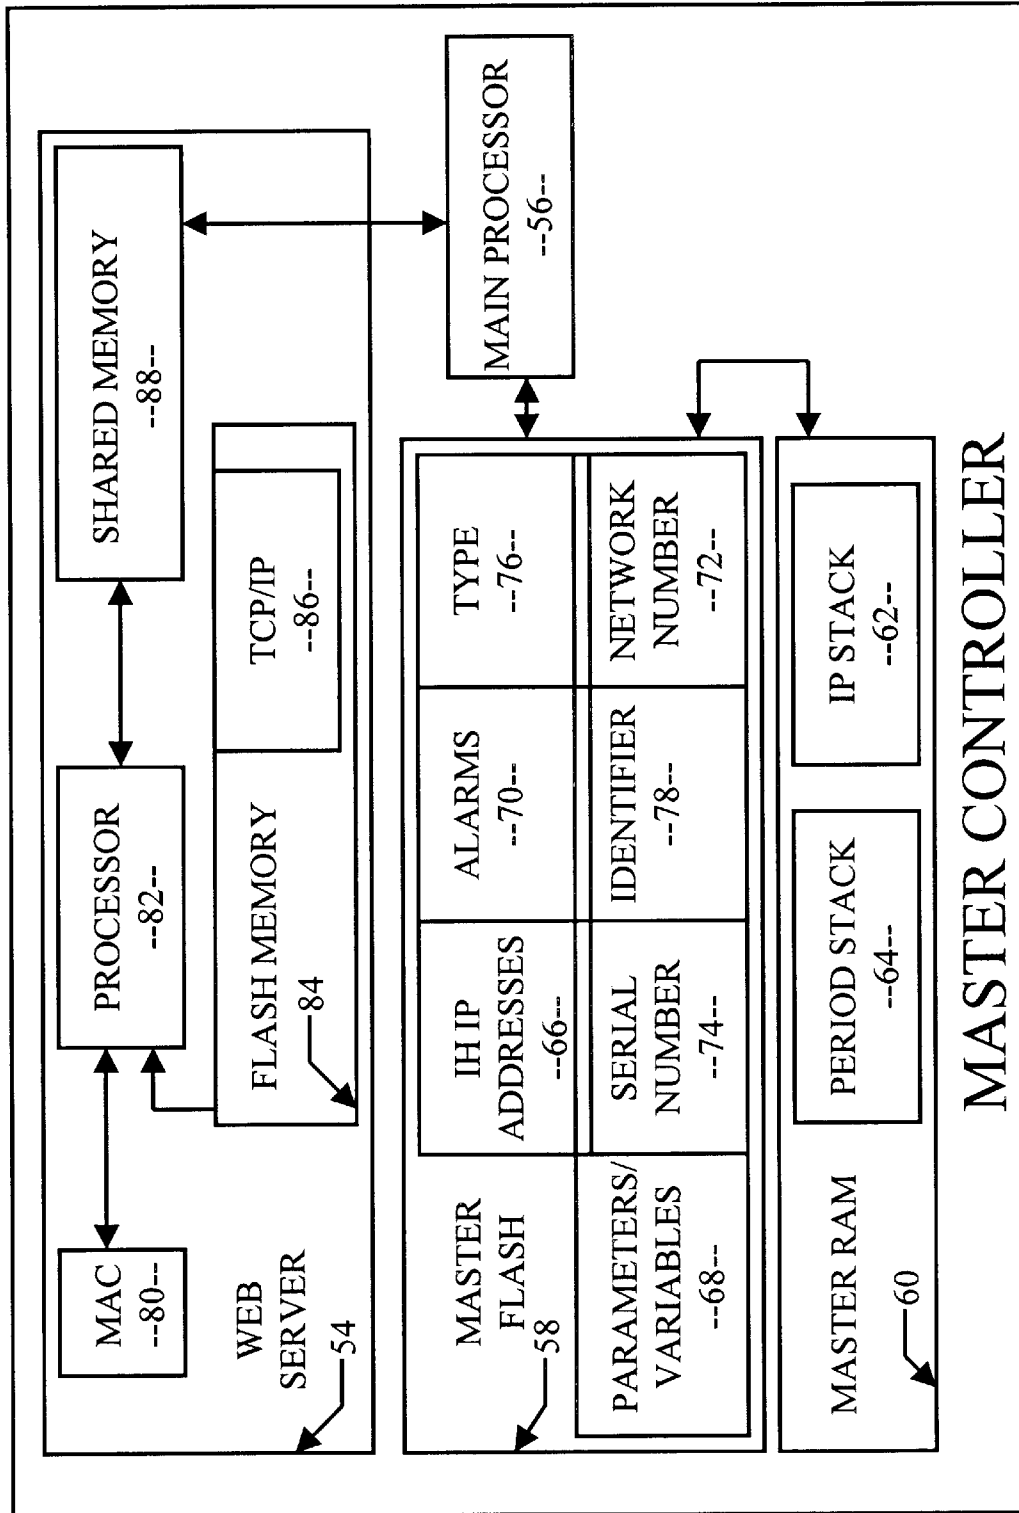 MAC
--80--
PROCESSOR
--82--
SHARED MEMORY
--88--
WEB
SERVER
54
FLASH MEMORY
84
TCP/IP
--86--
MAIN PROCESSOR
--56--
MASTER
FLASH
58
IH IP
ADDRESSES
--66--
ALARMS
--70--
TYPE
--76--
PARAMETERS/
VARIABLES
--68--
SERIAL
NUMBER
--74--
IDENTIFIER
--78--
NETWORK
NUMBER
--72--
MASTER RAM
60
PERIOD STACK
--64--
IP STACK
--62--
MASTER CONTROLLER